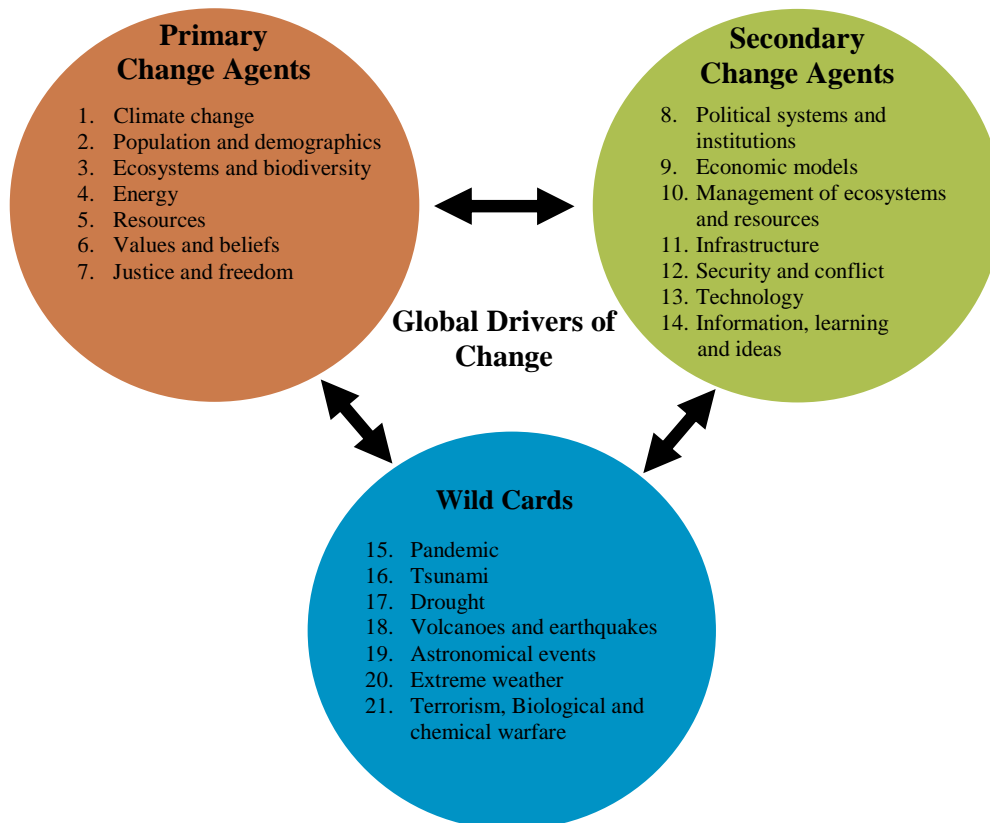 Primary
Change Agents
1. Climate change
2. Population and demographics
3. Ecosystems and biodiversity
4. Energy
5. Resources
6. Values and beliefs
7. Justice and freedom
Secondary
Change Agents
8. Political systems and
institutions
9. Economic models
10. Management of ecosystems
and resources
11. Infrastructure
12. Security and conflict
13. Technology
14. Information, learning
and ideas
Global Drivers of
Change
Wild Cards
15. Pandemic
16. Tsunami
17. Drought
18. Volcanoes and earthquakes
19. Astronomical events
20. Extreme weather
21. Terrorism, Biological and
chemical warfare